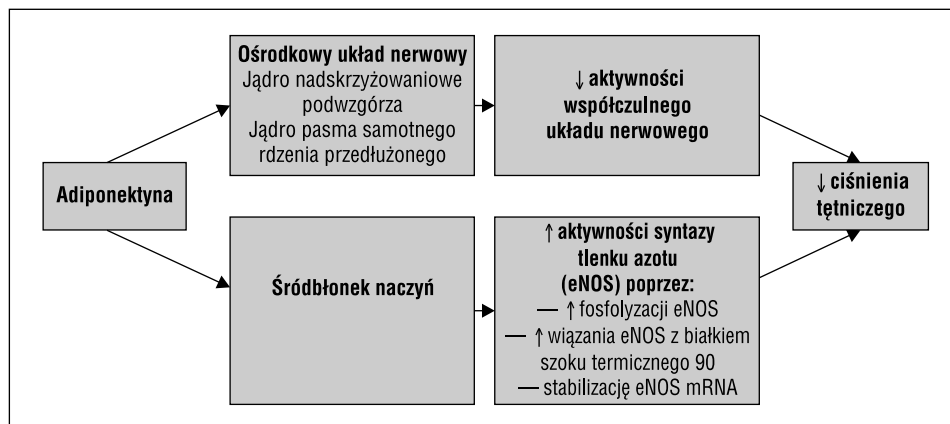 Adiponektyna
Ośrodkowy układ nerwowy
Jądro nadskrzyżowaniowe
podwzgórza
Jądro pasma samotnego
rdzenia przedłużonego
↓ aktywności
współczulnego
układu nerwowego
Śródbłonek naczyń
↑ aktywności syntazy
tlenku azotu
(eNOS) poprzez:
— ↑ fosfolyzacji eNOS
— ↑ wiązania eNOS z białkiem
szoku termicznego 90
— stabilizację eNOS mRNA
↓ ciśnienia
tętniczego